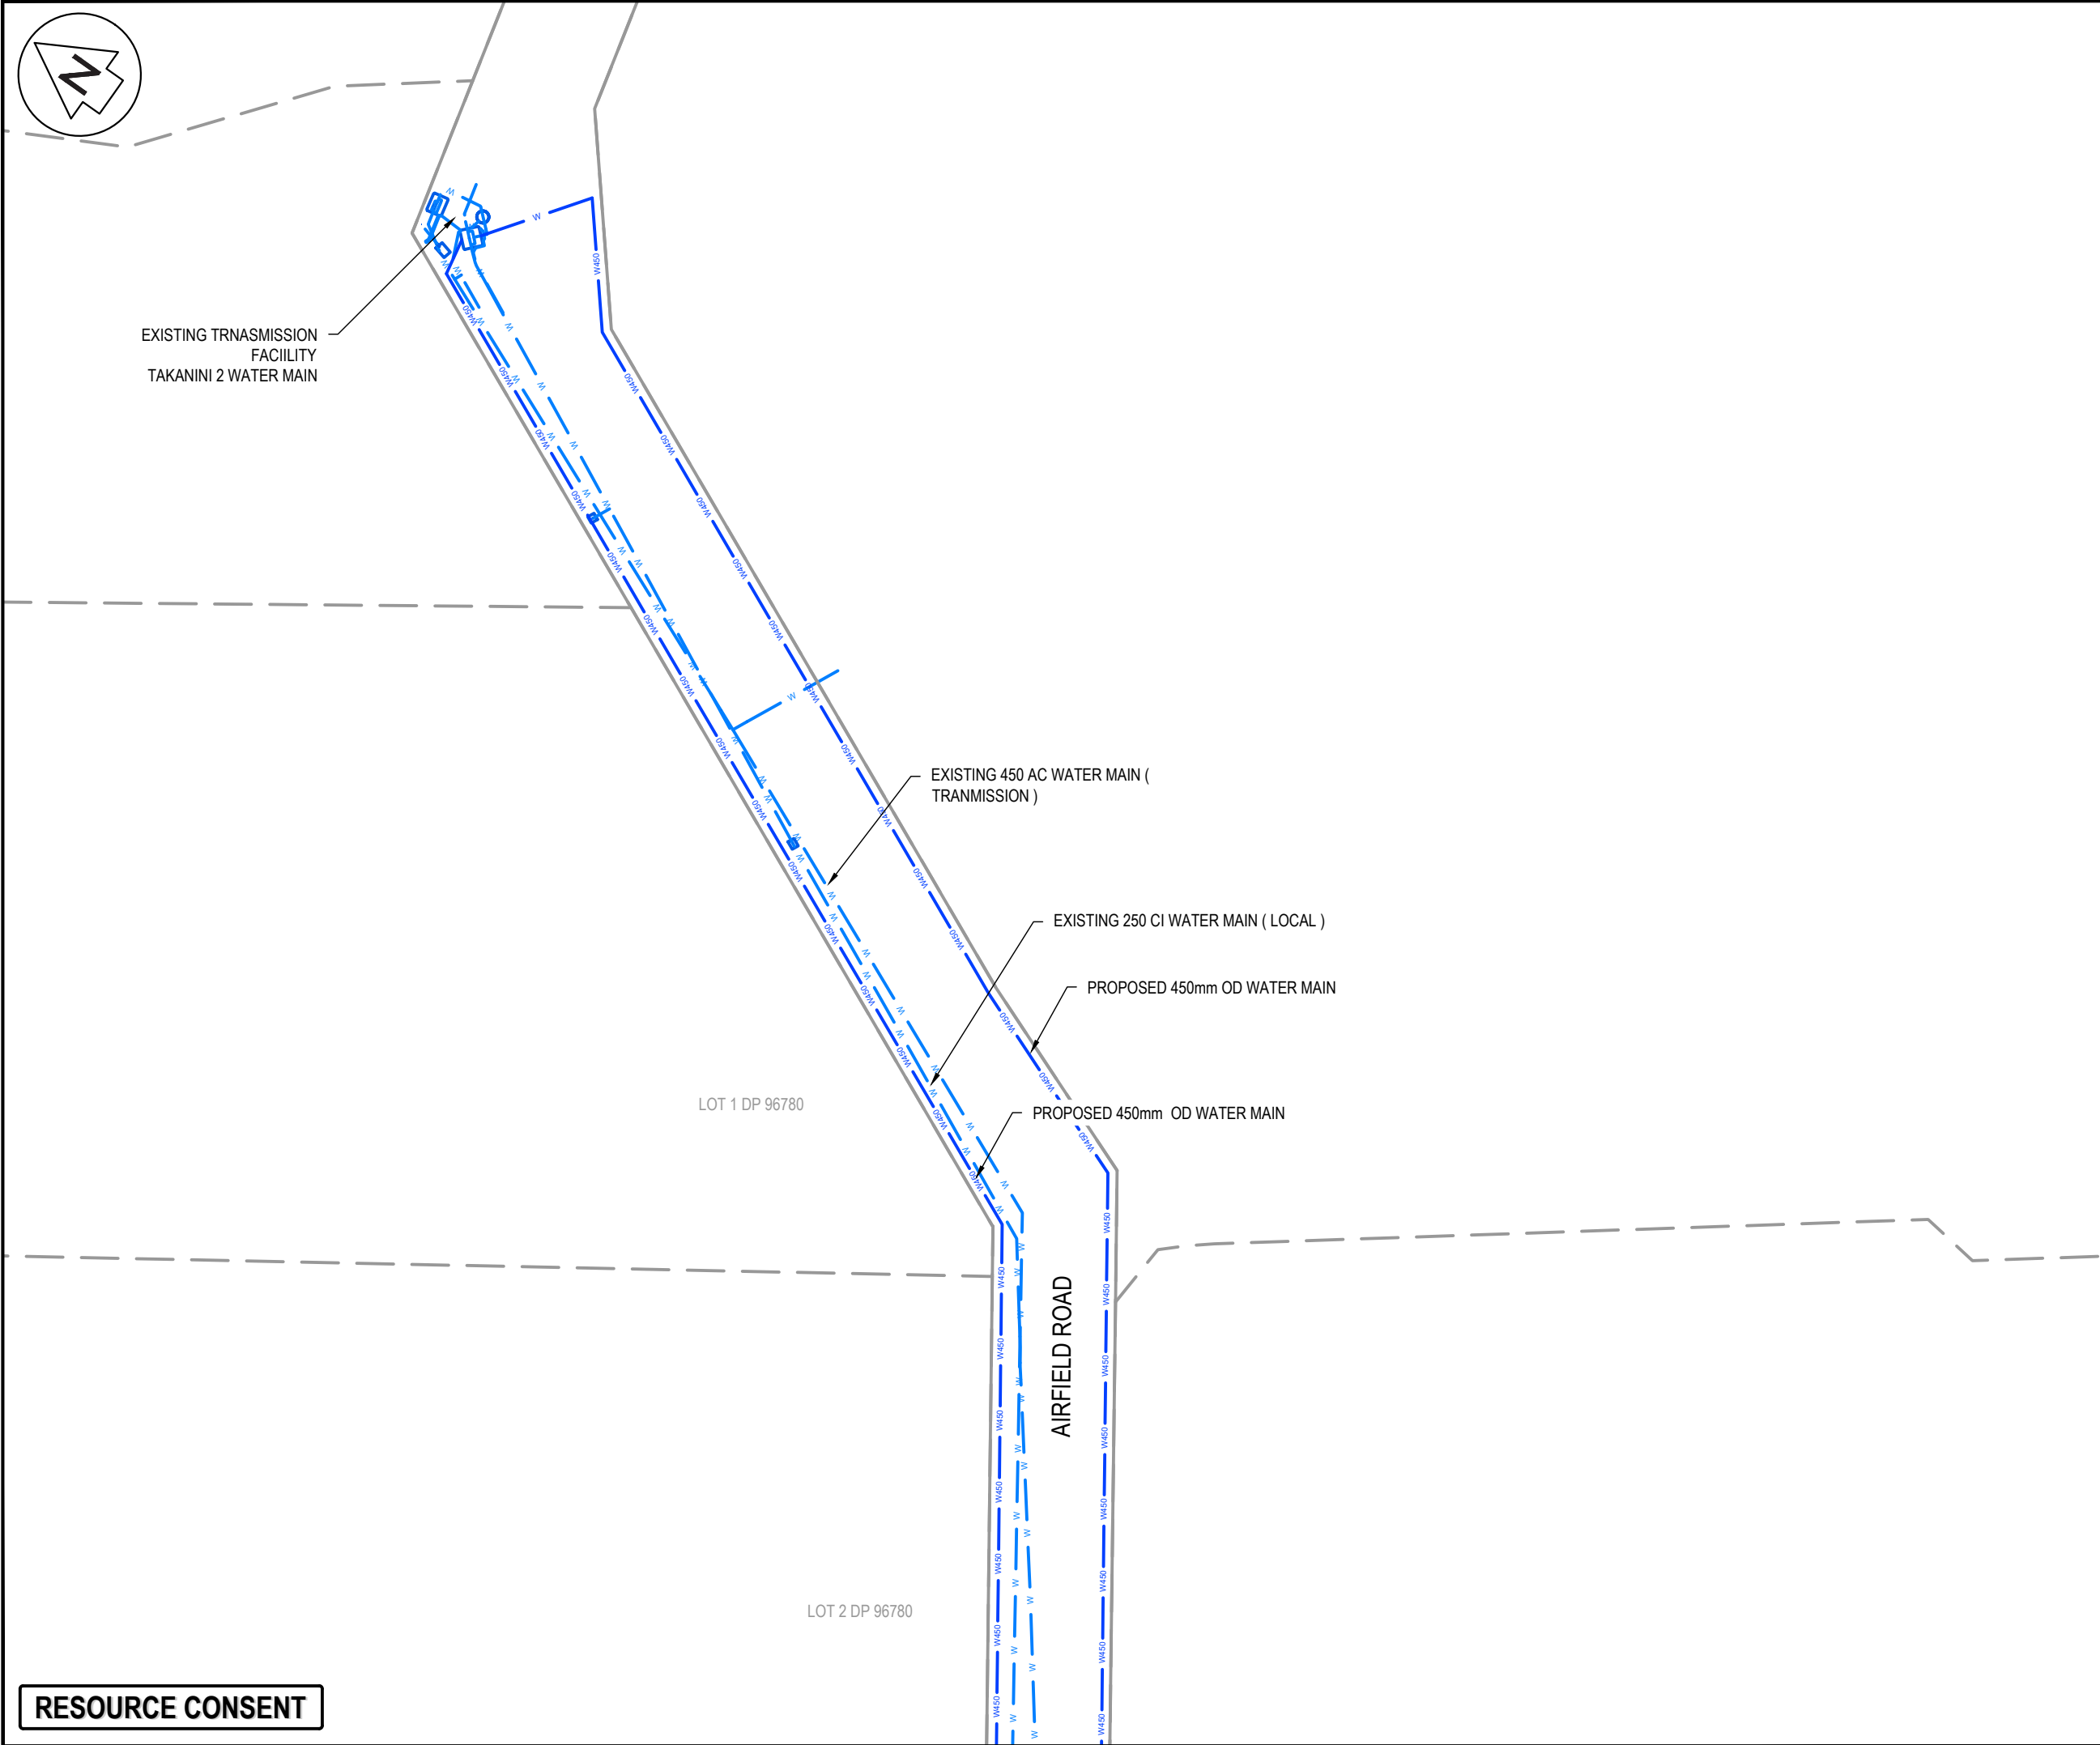 N
EXISTING TRNASMISSION
FACIILITY
TAKANINI 2 WATER MAIN
EXISTING 450 AC WATER MAIN (
TRANMISSION )
EXISTING 250 CI WATER MAIN ( LOCAL )
PROPOSED 450mm OD WATER MAIN
LOT 1 DP 96780
PROPOSED 450mm  OD WATER MAIN
AIRFIELD ROAD
LOT 2 DP 96780
RESOURCE CONSENT
W
W450